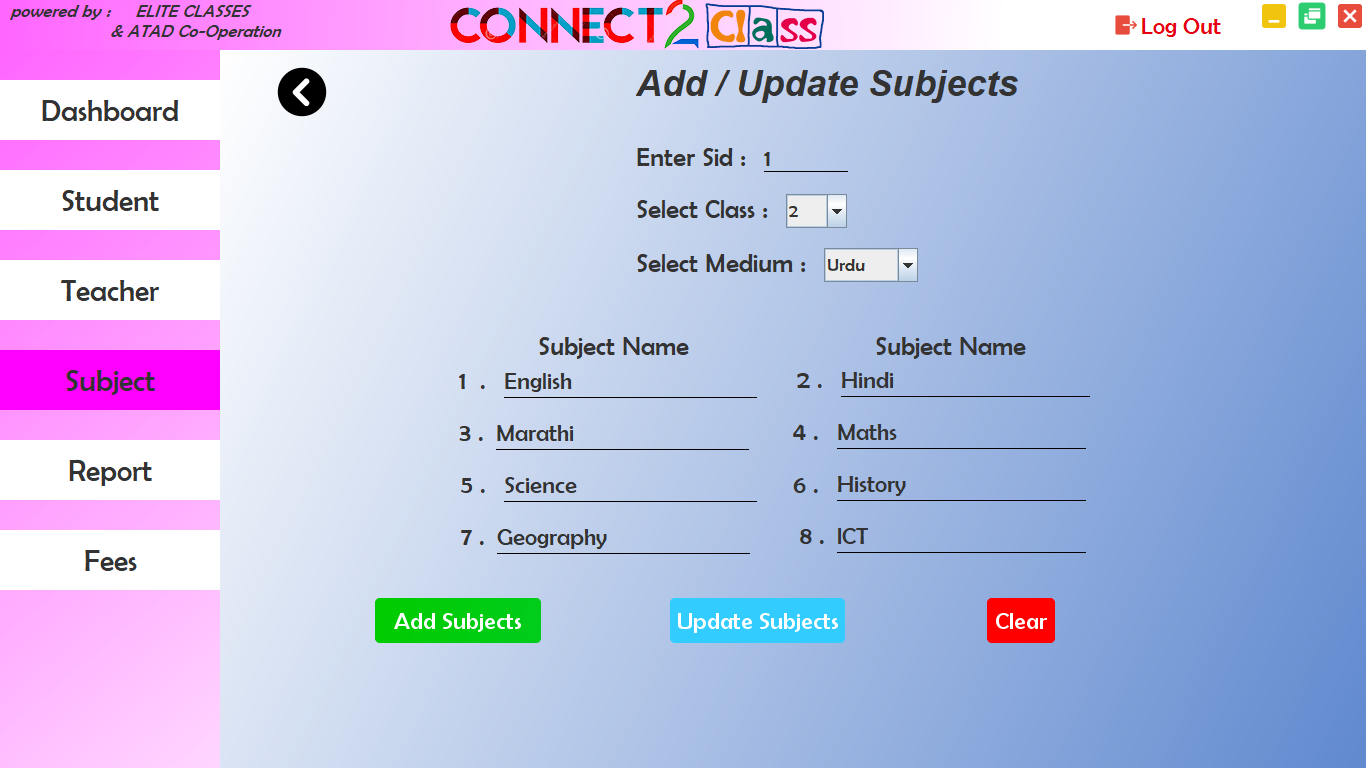 powered by :     ELITE CLASSES
& ATAD Co-Operation
CONNECT2 Class
Log Out
Dashboard
Student
Teacher
Subject
Report
Fees
Add / Update Subjects
Enter Sid : 1
Select Class : 2
Select Medium : Urdu
Subject Name Subject Name
1 . English 2 . Hindi
3 . Marathi 4 . Maths
5 . Science 6 . History
7 . Geography 8 . ICT
Add Subjects Update Subjects Clear